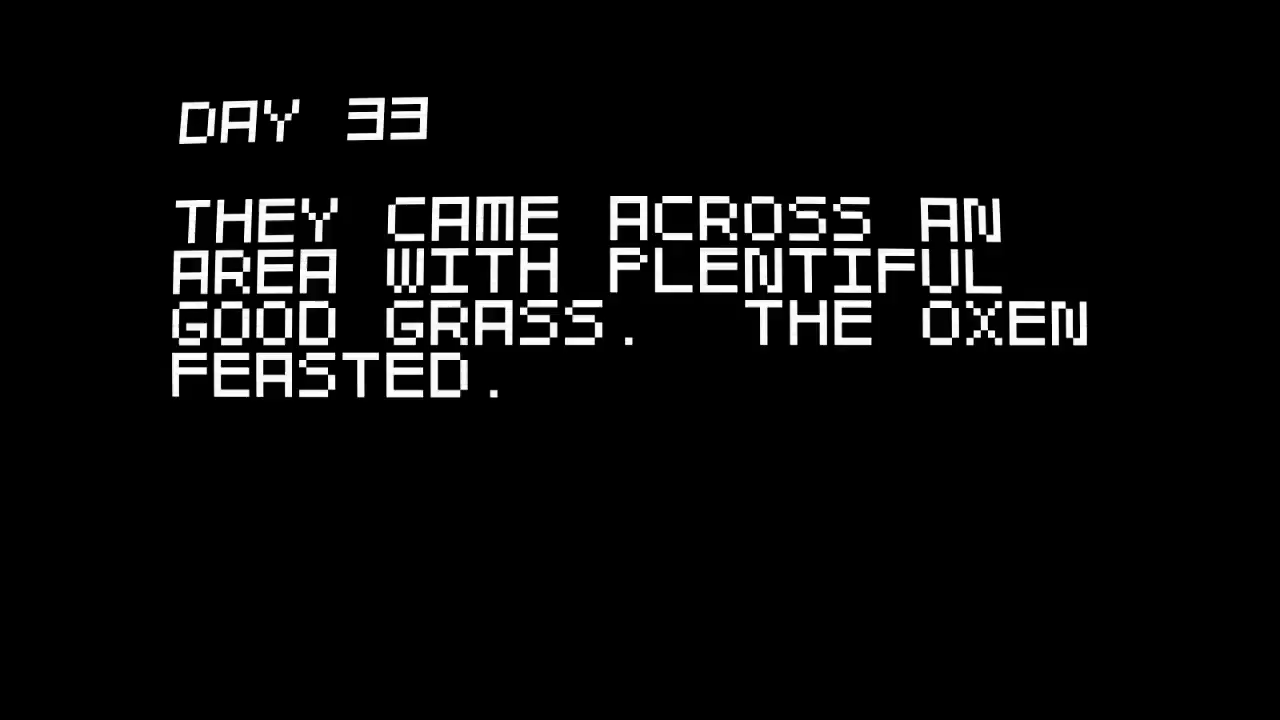 DAY 33
THEY CAME ACROSS AN
AREA WITH PLENTIFUL
GOOD GRASS.  THE OXEN
FEASTED.